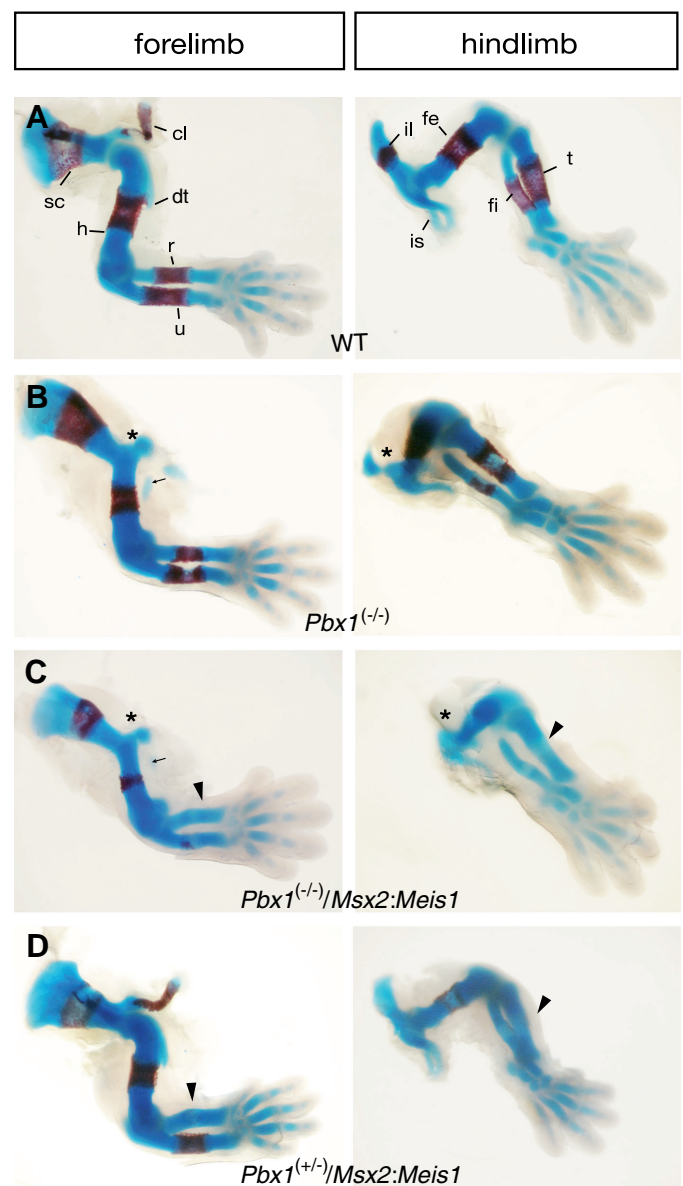 forelimb hindlimb
A
cl
sc
dt
h
r
u
il
fe
t
fi
is
WT
B
*
*
Pbx1(-/-)
C
*
*
Pbx1(-/-)/Msx2:Meis1
D
Pbx1(+/-)/Msx2:Meis1